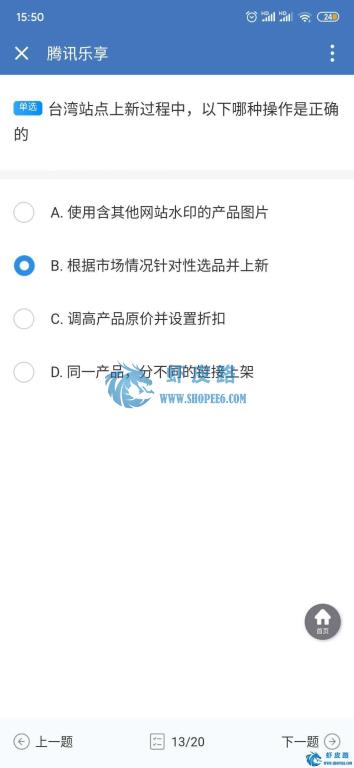 15:50
24
腾讯乐享
单选 台湾站点上新过程中，以下哪种操作是正确
的
A. 使用含其他网站水印的产品图片
B. 根据市场情况针对性选品并上新
C. 调高产品原价并设置折扣
D. 同一产品，分不同的链接上架
虾皮路
WWW.SHOPEE6.COM
首页
上一题
13/20
下一题
虾皮路
www.shopee6.com